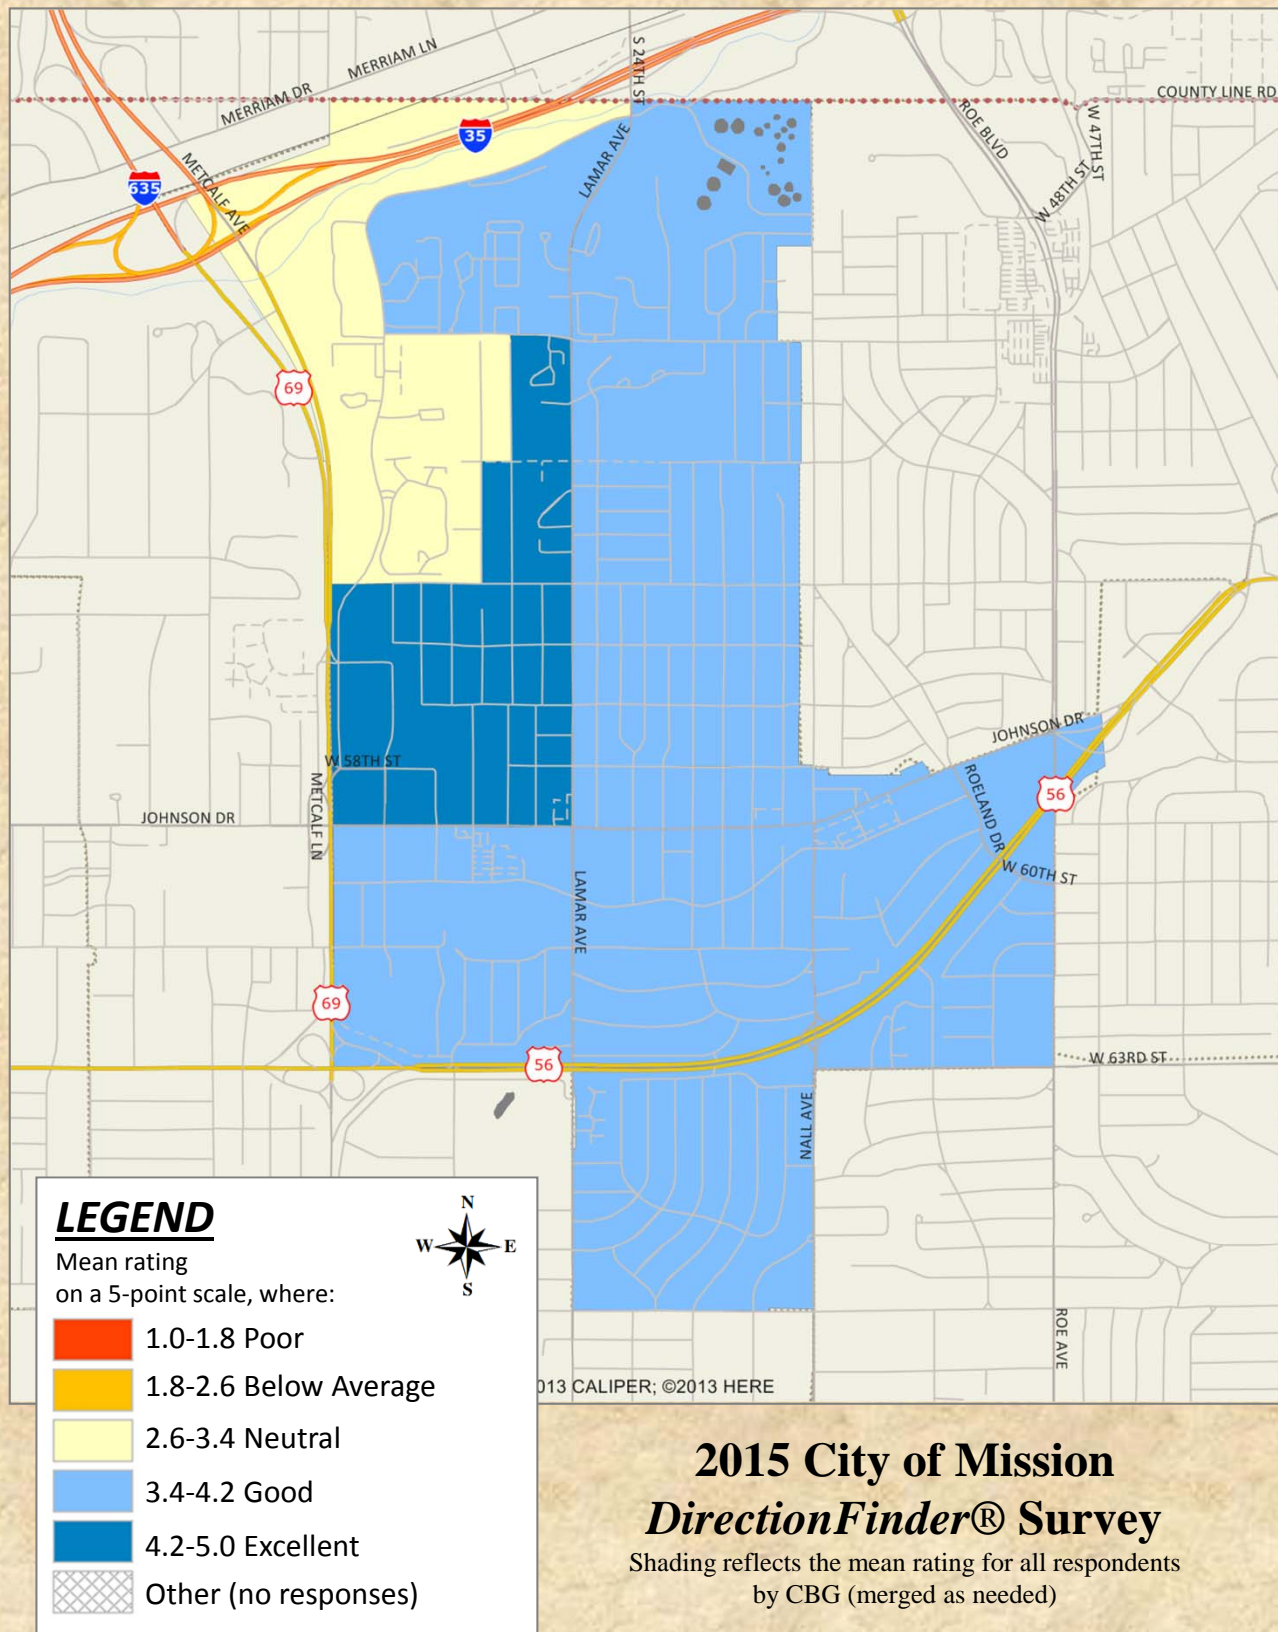 S 24TH ST
MERRIAM LN
MERRIAM DR
COUNTY LINE RD
ROE BLVD
W 47TH ST
35
LAMAR AVE
METCALF AVE
635
W 48TH ST
69
JOHNSON DR
W 58TH ST
ROELAND DR
56
METCALF LN
JOHNSON DR
W 60TH ST
LAMAR AVE
69
56
W 63RD ST
NALL AVE
ROE AVE
013 CALIPER; ©2013 HERE
LEGEND
N
W E
S
Mean rating
on a 5-point scale, where:
1.0-1.8 Poor
1.8-2.6 Below Average
2.6-3.4 Neutral
3.4-4.2 Good
4.2-5.0 Excellent
Other (no responses)
2015 City of Mission
DirectionFinder® Survey
Shading reflects the mean rating for all respondents
by CBG (merged as needed)